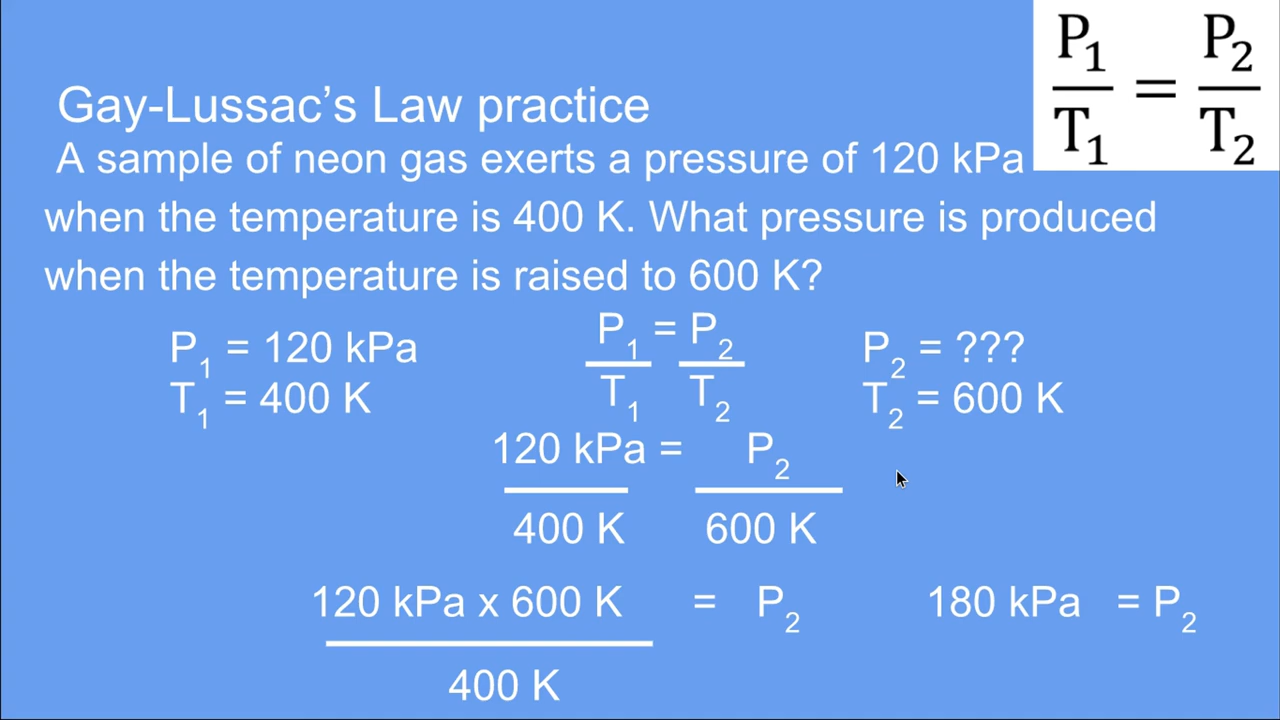 P₁ = P₂
T₁ T₂
Gay-Lussac’s Law practice
A sample of neon gas exerts a pressure of 120 kPa
when the temperature is 400 K. What pressure is produced
when the temperature is raised to 600 K?
P₁ = 120 kPa
T₁ = 400 K
P₁ = P₂
T₁ T₂
P₂ = ???
T₂ = 600 K
120 kPa = P₂
400 K 600 K
120 kPa x 600 K = P₂
400 K
180 kPa = P₂